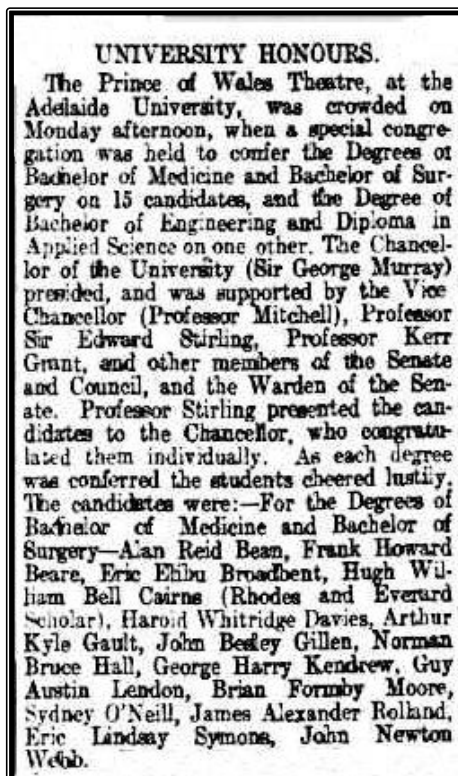 UNIVERSITY HONOURS.
The Prince of Wales Theatre, at the
Adelaide University, was crowded on
Monday afternoon, when a special congre-
gation was held to confer the Degrees of
Bachelor of Medicine and Bachelor of Sur-
gery on 15 candidates, and the Degree of
Bachelor of Engineering and Diploma in
Applied Science on one other. The Chancel-
lor of the University (Sir George Murray)
presided, and was supported by the Vice
Chancellor (Professor Mitchell), Professor
Sir Edward Stirling, Professor Kerr
Grant, and other members of the Senate
and Council, and the Warden of the Sen-
ate. Professor Stirling presented the can-
didates to the Chancellor, who congratu-
lated them individually. As each degree
was conferred the students cheered lustily.
The candidates were:—For the Degrees of
Bachelor of Medicine and Bachelor of
Surgery—Alan Reid Bean, Frank Howard
Beare, Eric Broadbent, Hugh Wil-
liam Bell Cairns (Rhodes and Everard
Scholar), Harold Whitridge Davies, Arthur
Kyle Gault, John Besley Gillen, Norman
Bruce Hall, George Harry Kendrew, Guy
Austin Lendon, Brian Formby Moore,
Sydney O'Neill, James Alexander Rolland,
Eric Lindsay Symons, John Newton
Webb.